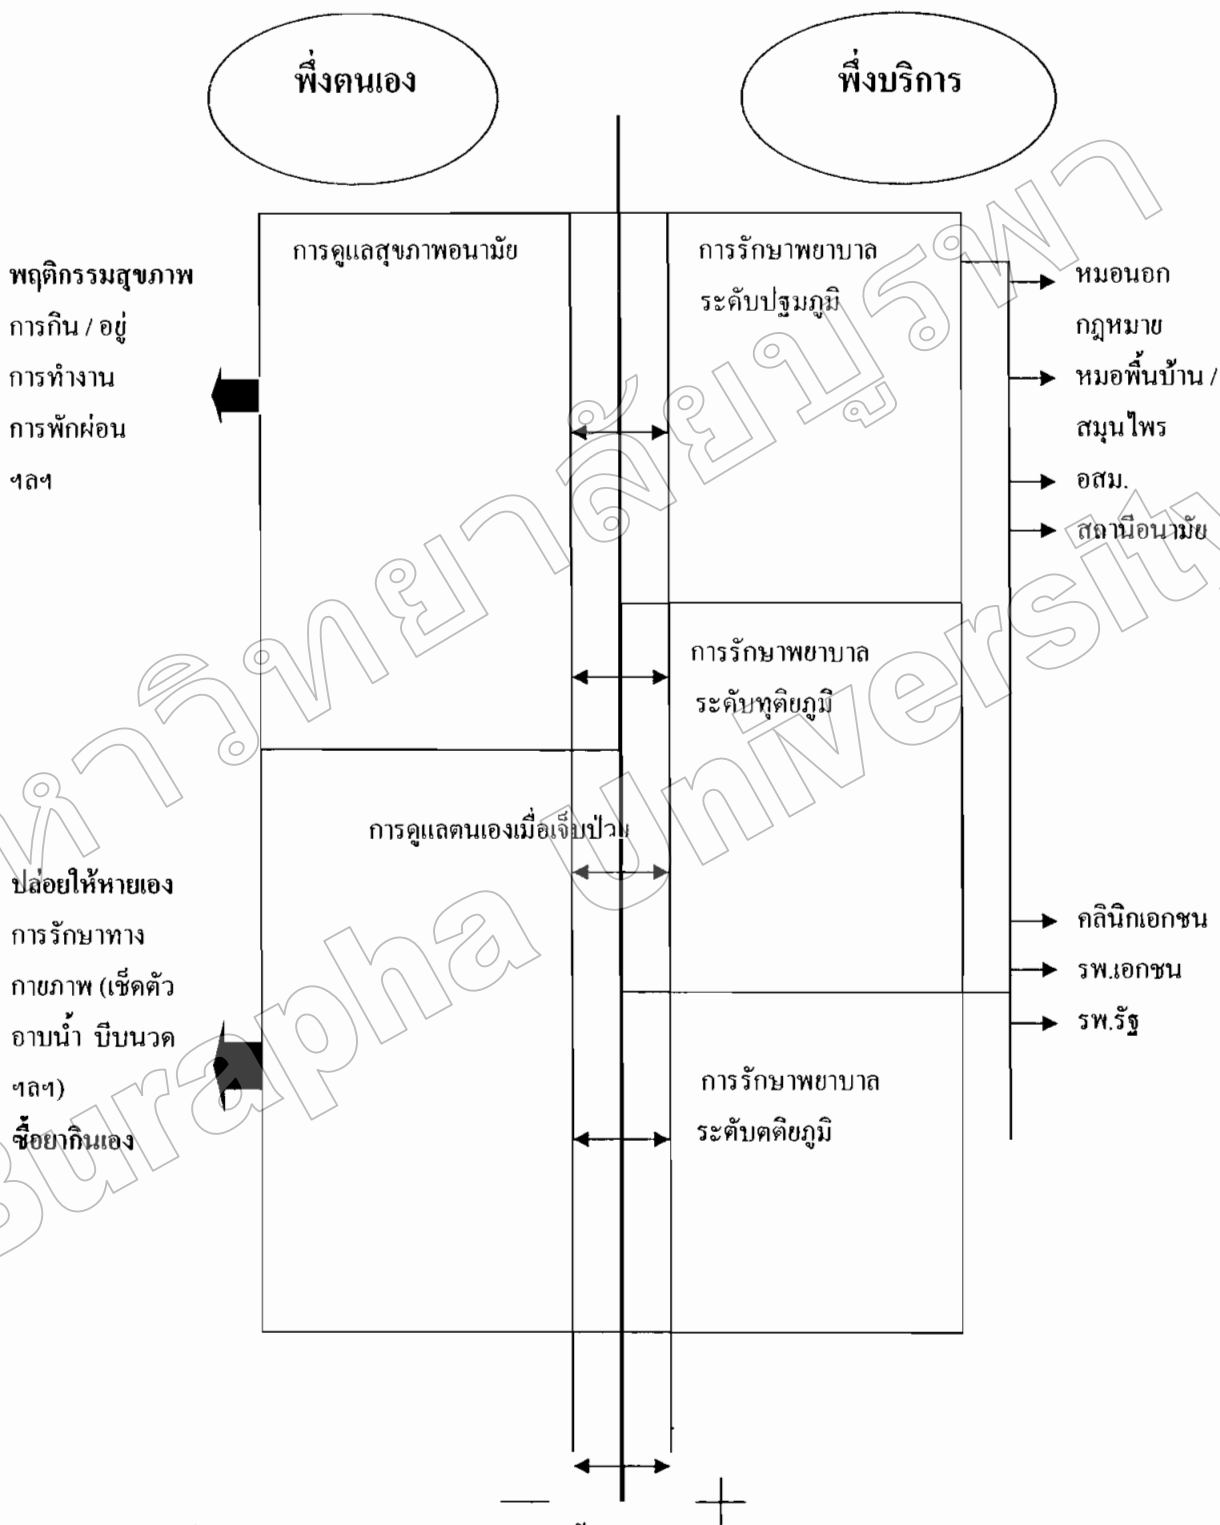 พึ่งตนเอง
พึ่งบริการ
การดูแลสุขภาพอนามัย
พฤติกรรมสุขภาพ
การกิน / อยู่
การทำงาน
การพักผ่อน
ฯลฯ
การรักษาพยาบาล
ระดับปฐมภูมิ
หมอนอก
กฎหมาย
หมอพื้นบ้าน /
สมุนไพร
อสม.
สถานีอนามัย
การรักษาพยาบาล
ระดับทุติยภูมิ
การดูแลตนเองเมื่อเจ็บป่วย
ปล่อยให้หายเอง
การรักษาทาง
กายภาพ (เช็ดตัว
อาบน้ำ บีบนวด
ฯลฯ)
ซื้อยากินเอง
คลินิกเอกชน
รพ.เอกชน
รพ.รัฐ
การรักษาพยาบาล
ระดับตติยภูมิ
— +
มหาวิทยาลัยบูรพา
Burapha University